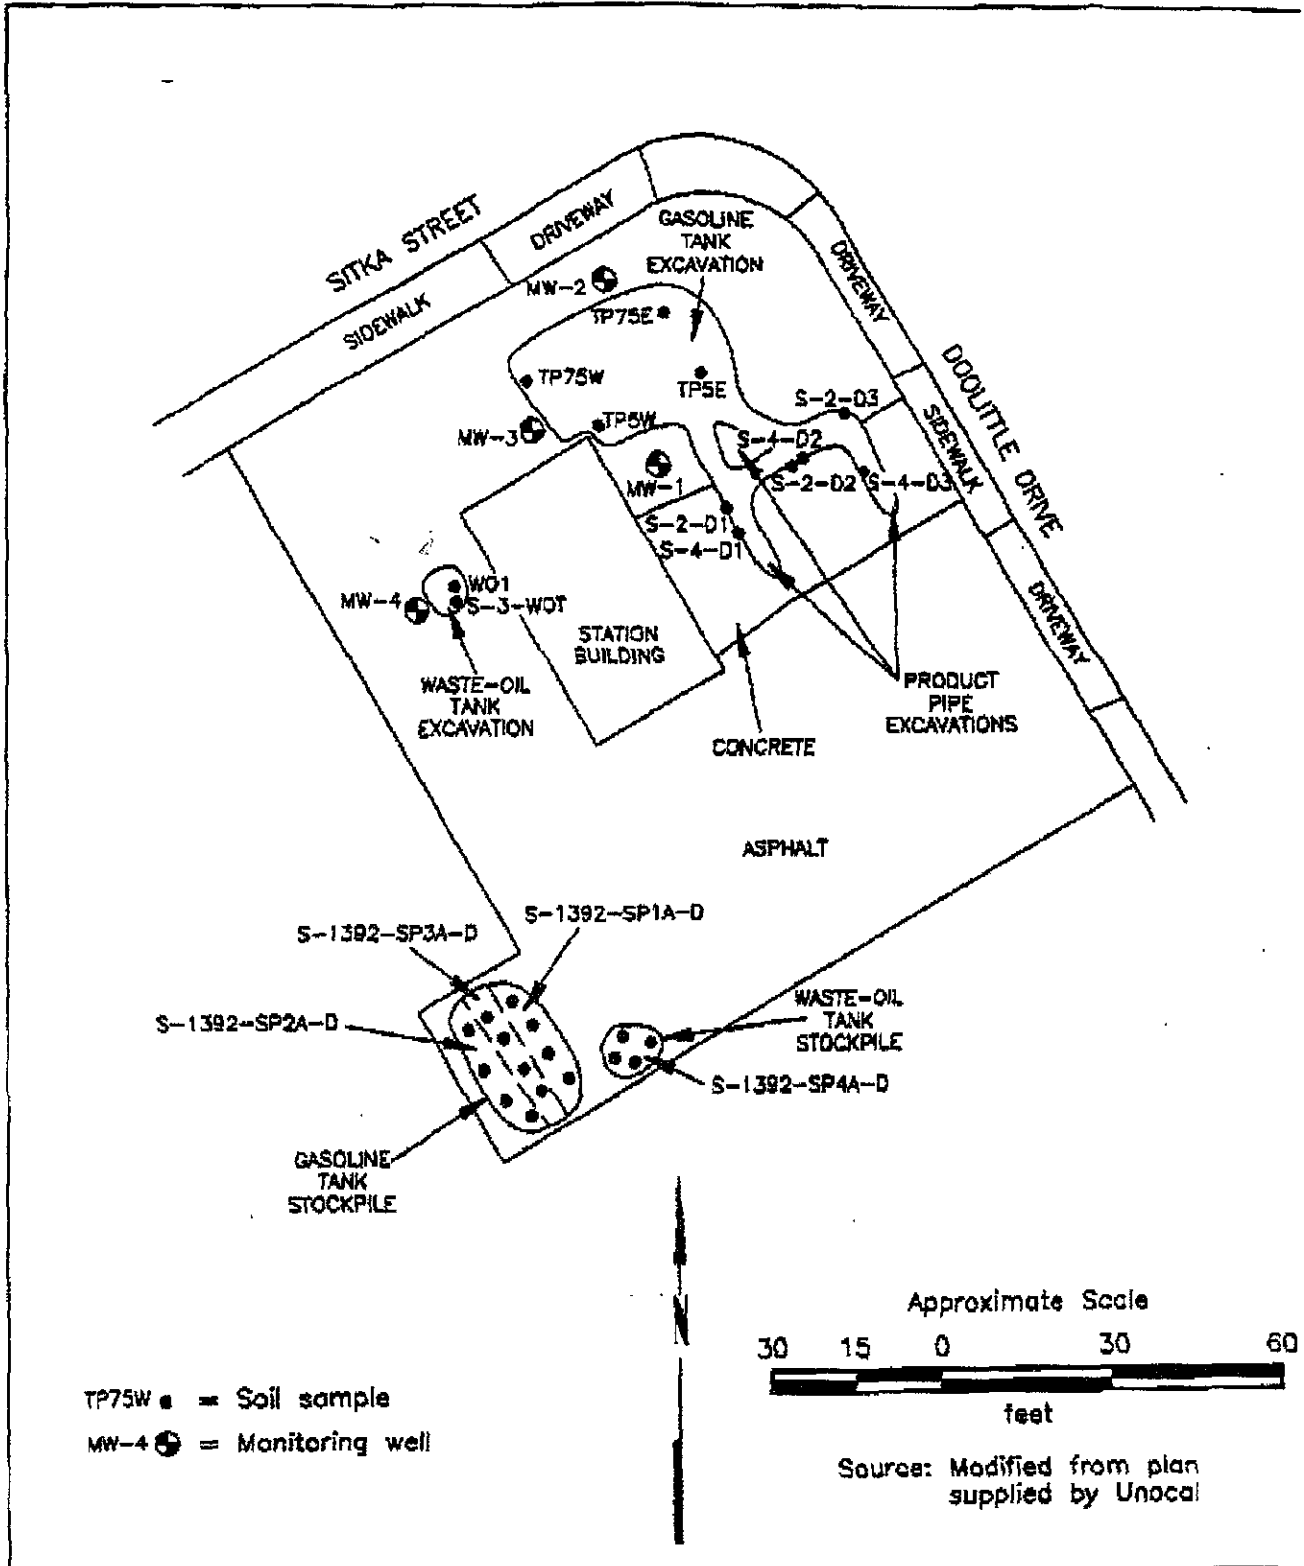 SITKA STREET
SIDEWALK
DRIVEWAY
GASOLINE
TANK
EXCAVATION
DRIVEWAY
MW-2
TP75E
DOOLITTLE DRIVE
TP75W
TP5E
S-2-D3
SIDEWALK
MW-3
TP5W
S-4-D2
MW-1
S-2-D2
S-4-D3
S-2-D1
S-4-D1
WO1
MW-4
S-3-WOT
DRIVEWAY
STATION
BUILDING
WASTE-OIL
TANK
EXCAVATION
PRODUCT
PIPE
EXCAVATIONS
CONCRETE
ASPHALT
S-1392-SP1A-D
S-1392-SP3A-D
S-1392-SP2A-D
WASTE-OIL
TANK
STOCKPILE
S-1392-SP4A-D
GASOLINE
TANK
STOCKPILE
Approximate Scale
30 15 0 30 60
feet
TP75W = Soil sample
MW-4 = Monitoring well
Source: Modified from plan
supplied by Unocal